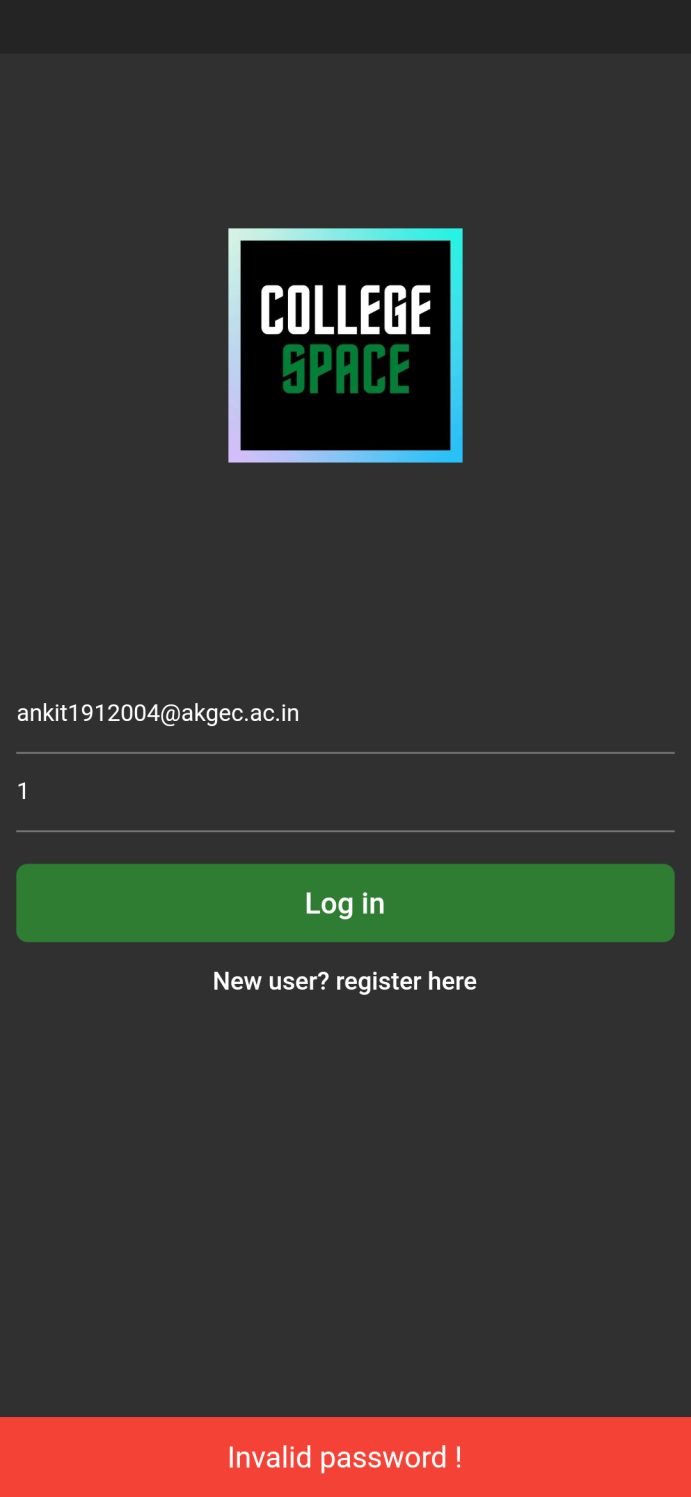 COLLEGE
SPACE
ankit1912004@akgec.ac.in
1
Log in
New user? register here
Invalid password !